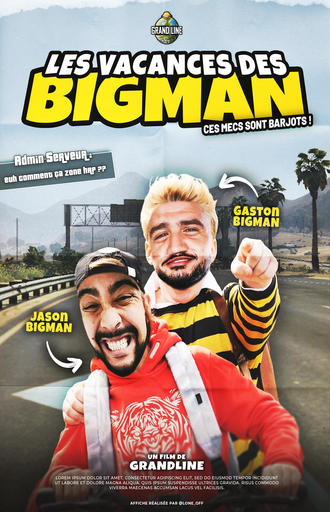 GRAND LINE
LES VACANCES DES
BIGMAN
CES MECS SONT BARJOTS !
Admin Serveur :
euh comment ça zone hrp ??
GASTON
BIGMAN
JASON
BIGMAN
UN FILM DE
GRANDLINE
LOREM IPSUM DOLOR SIT AMET, CONSECTETUR ADIPISCING ELIT, SED DO EIUSMOD TEMPOR INCIDIDUNT
UT LABORE ET DOLORE MAGNA ALIQUA. QUIS IPSUM SUSPENDISSE ULTRICES GRAVIDA. RISUS COMMODO
VIVERRA MAECENAS ACCUMSAN LACUS VEL FACILISIS.
AFFICHE RÉALISÉE PAR @LONE_OFF